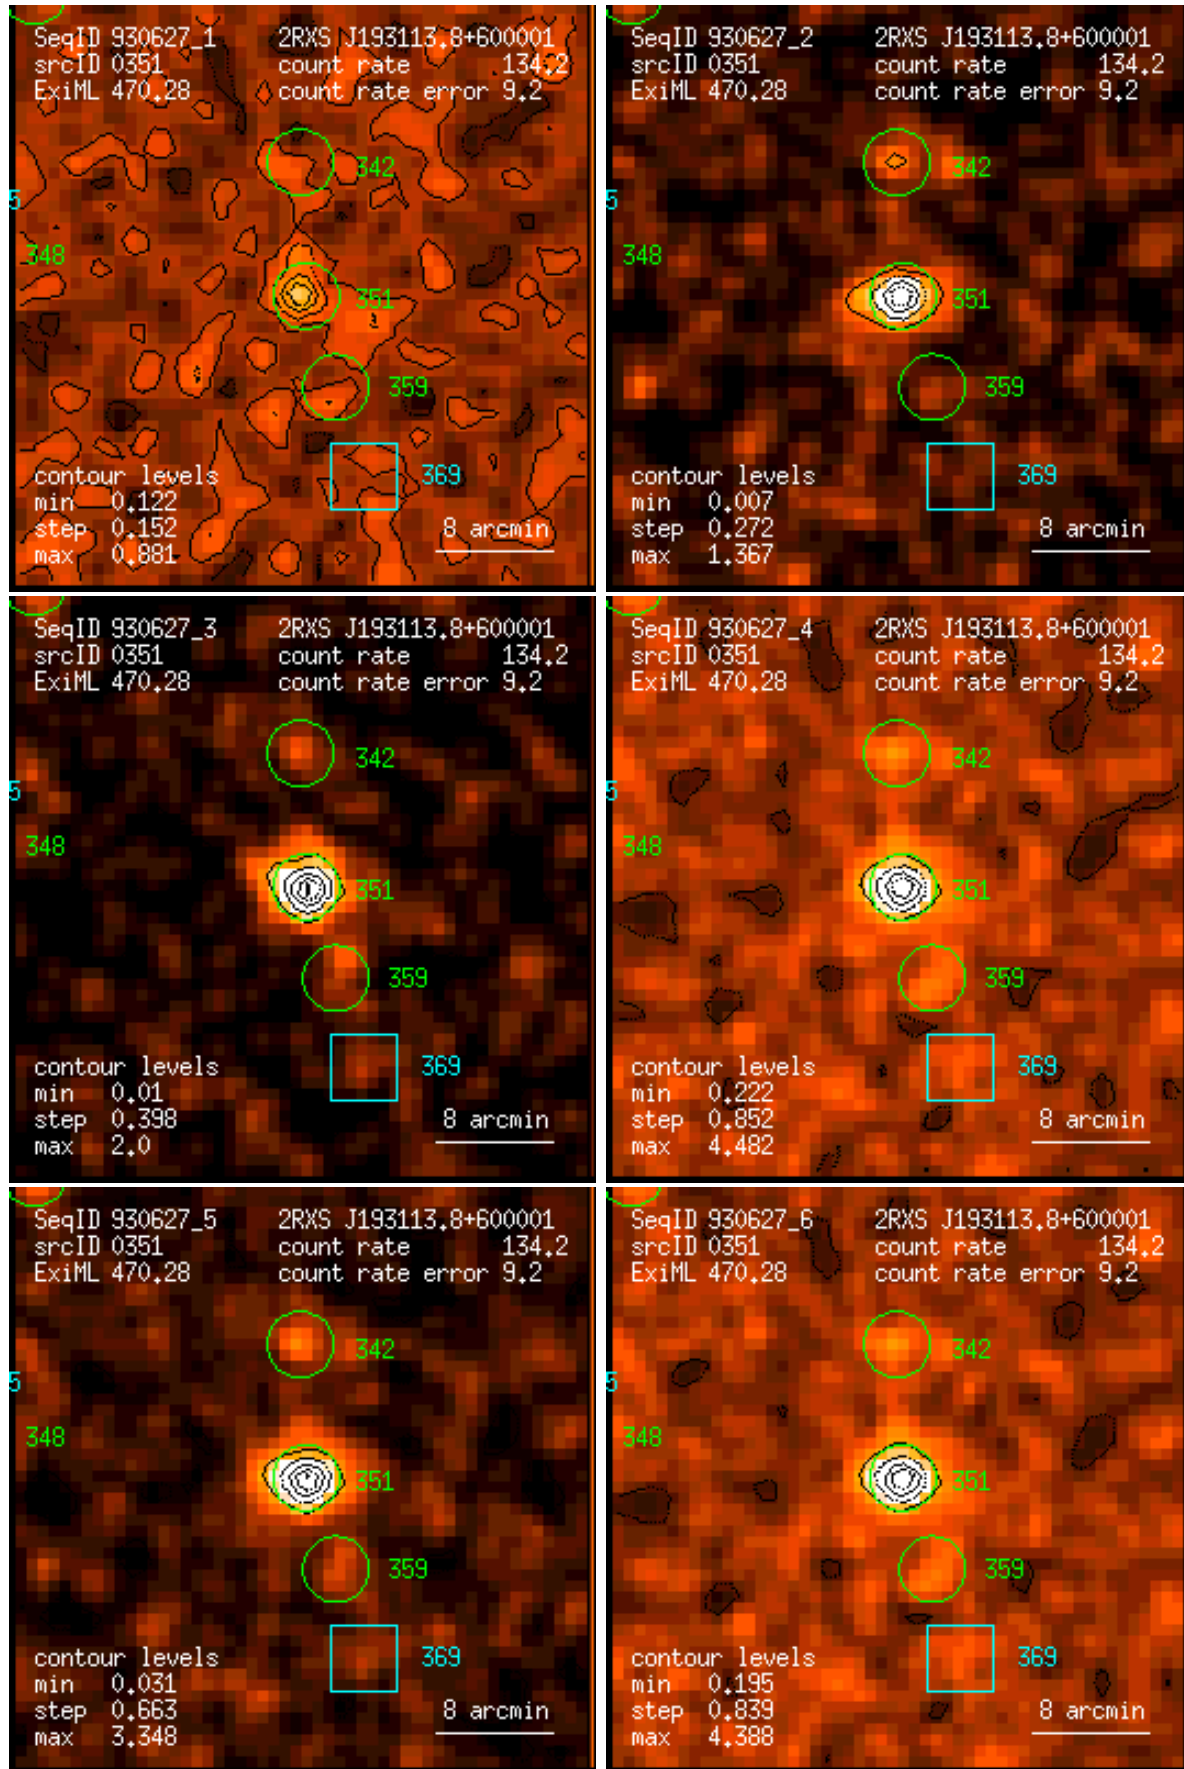 SeqID 930627_1 2RXS J193113.8+600001
srcID 0351 count rate 134.2
ExiML 470.28 count rate error 9.2
342
5
348
351
359
369
contour levels
min 0.122
step 0.152
max 0.881
8 arcmin
SeqID 930627_2 2RXS J193113.8+600001
srcID 0351 count rate 134.2
ExiML 470.28 count rate error 9.2
342
5
348
351
359
369
contour levels
min 0.007
step 0.272
max 1.367
8 arcmin
SeqID 930627_3 2RXS J193113.8+600001
srcID 0351 count rate 134.2
ExiML 470.28 count rate error 9.2
342
5
348
351
359
369
contour levels
min 0.01
step 0.398
max 2.0
8 arcmin
SeqID 930627_4 2RXS J193113.8+600001
srcID 0351 count rate 134.2
ExiML 470.28 count rate error 9.2
342
5
348
351
359
369
contour levels
min 0.222
step 0.852
max 4.482
8 arcmin
SeqID 930627_5 2RXS J193113.8+600001
srcID 0351 count rate 134.2
ExiML 470.28 count rate error 9.2
342
5
348
351
359
369
contour levels
min 0.031
step 0.663
max 3.348
8 arcmin
SeqID 930627_6 2RXS J193113.8+600001
srcID 0351 count rate 134.2
ExiML 470.28 count rate error 9.2
342
5
348
351
359
369
contour levels
min 0.195
step 0.839
max 4.388
8 arcmin